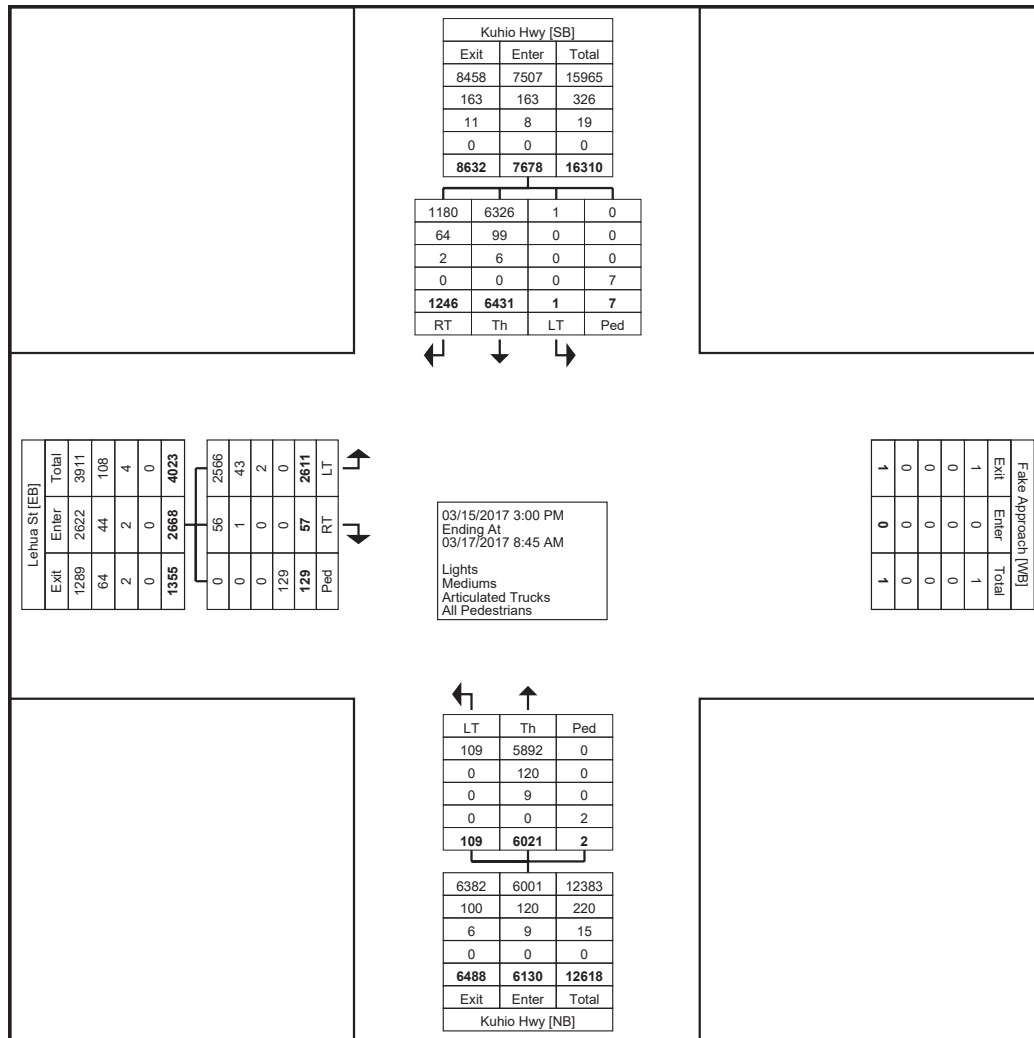 Kuhio Hwy [SB]
Exit Enter Total
8458 7507 15965
163 163 326
11 8 19
0 0 0
8632 7678 16310
1180 6326 1 0
64 99 0 0
2 6 0 0
0 0 0 7
1246 6431 1 7
RT Th LT Ped
Lehua St [EB]
Exit Enter Total
1289 2622 3911
64 44 108
2 2 4
0 0 0
1355 2668 4023
0 56 2566
0 1 43
0 0 2
129 0 0
129 57 2611
Ped RT LT
03/15/2017 3:00 PM
Ending At
03/17/2017 8:45 AM
Lights
Mediums
Articulated Trucks
All Pedestrians
Fake Approach [WB]
Exit Enter Total
1 0 1
0 0 0
0 0 0
0 0 0
1 0 1
LT Th Ped
109 5892 0
0 120 0
0 9 0
0 0 2
109 6021 2
6382 6001 12383
100 120 220
6 9 15
0 0 0
6488 6130 12618
Exit Enter Total
Kuhio Hwy [NB]